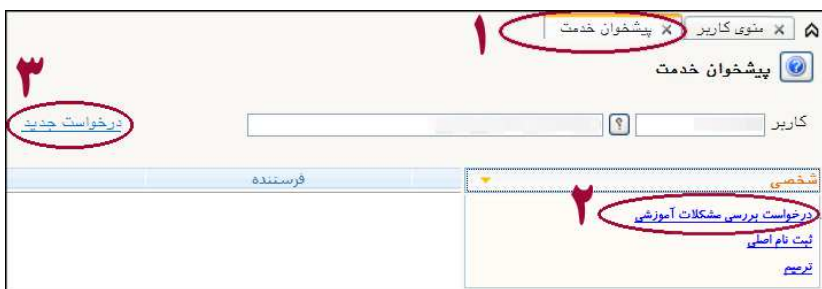 منوی کاربر × پیشخوان خدمت × ۱
پیشخوان خدمت
۳
کاربر ؟ درخواست جدید
شخصی فرستنده
۲
درخواست بررسی مشکلات آموزشی
ثبت نام اصلی
ترمیم